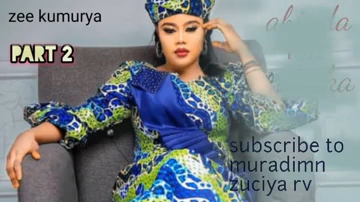 zee kumurya
PART 2
subscribe to
muradimn
zuciya rv